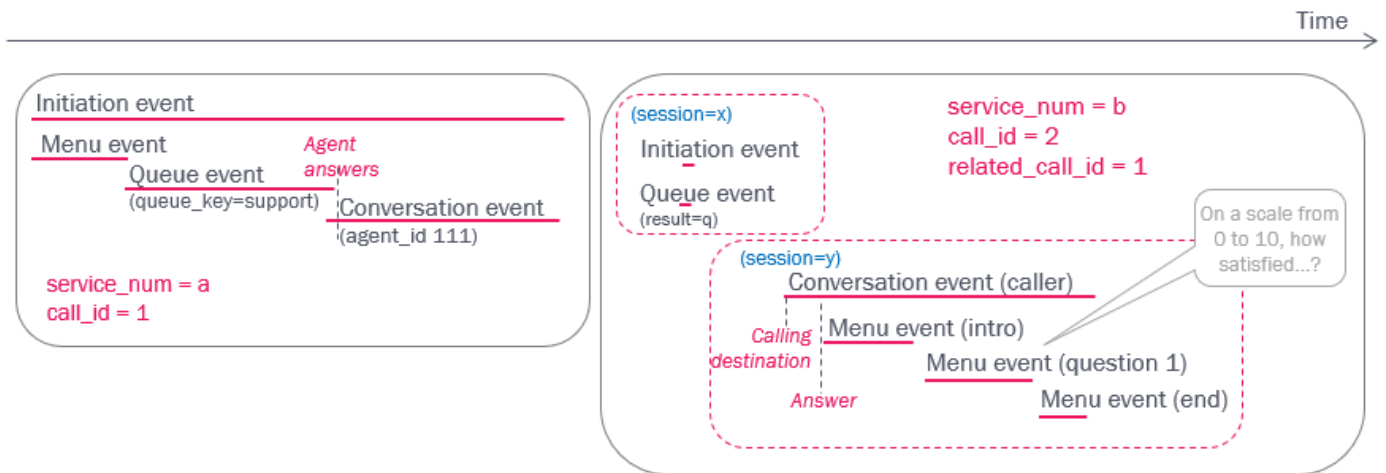 Time
Initiation event
Menu event
Agent
answers
Queue event
(queue_key=support)
Conversation event
(agent_id 111)
service_num = a
call_id = 1
(session=x)
Initiation event
Queue event
(result=q)
service_num = b
call_id = 2
related_call_id = 1
On a scale from
0 to 10, how
satisfied...?
(session=y)
Conversation event (caller)
Calling
destination
Menu event (intro)
Answer
Menu event (question 1)
Menu event (end)